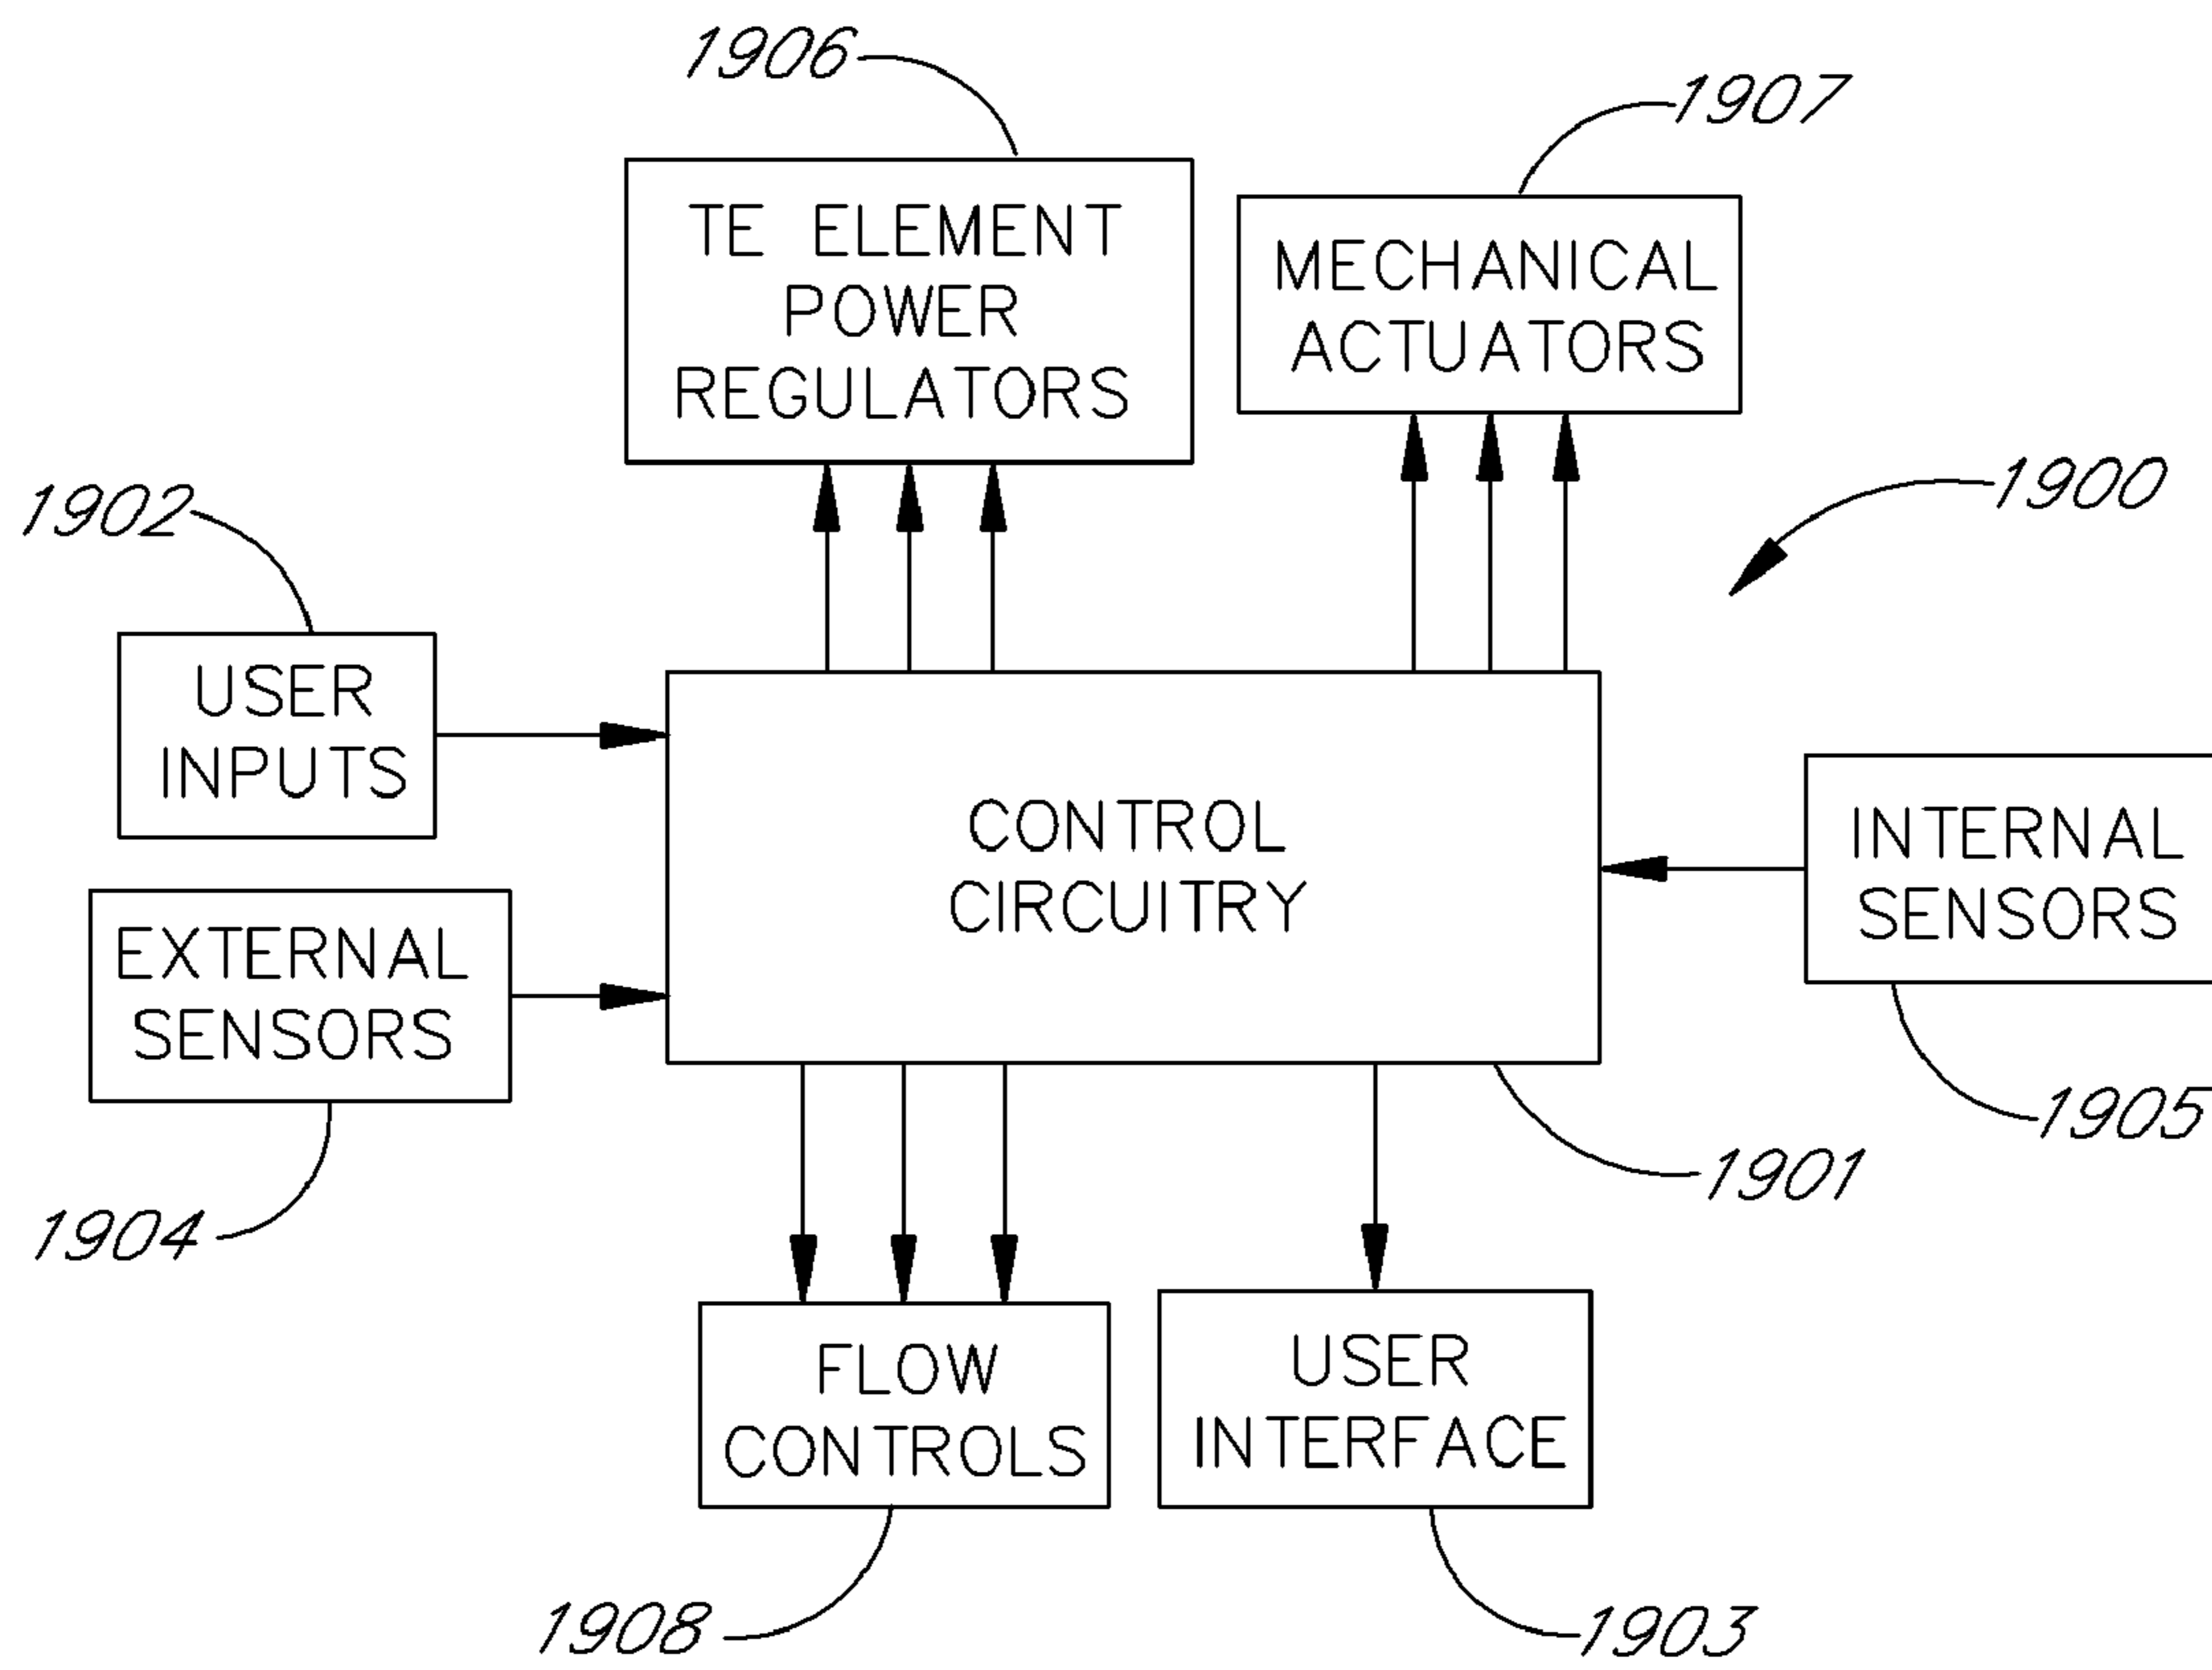 1906
1907
TE ELEMENT
POWER
REGULATORS
MECHANICAL
ACTUATORS
1902
1900
USER
INPUTS
CONTROL
CIRCUITRY
INTERNAL
SENSORS
EXTERNAL
SENSORS
1905
1901
1904
FLOW
CONTROLS
USER
INTERFACE
1908
1903